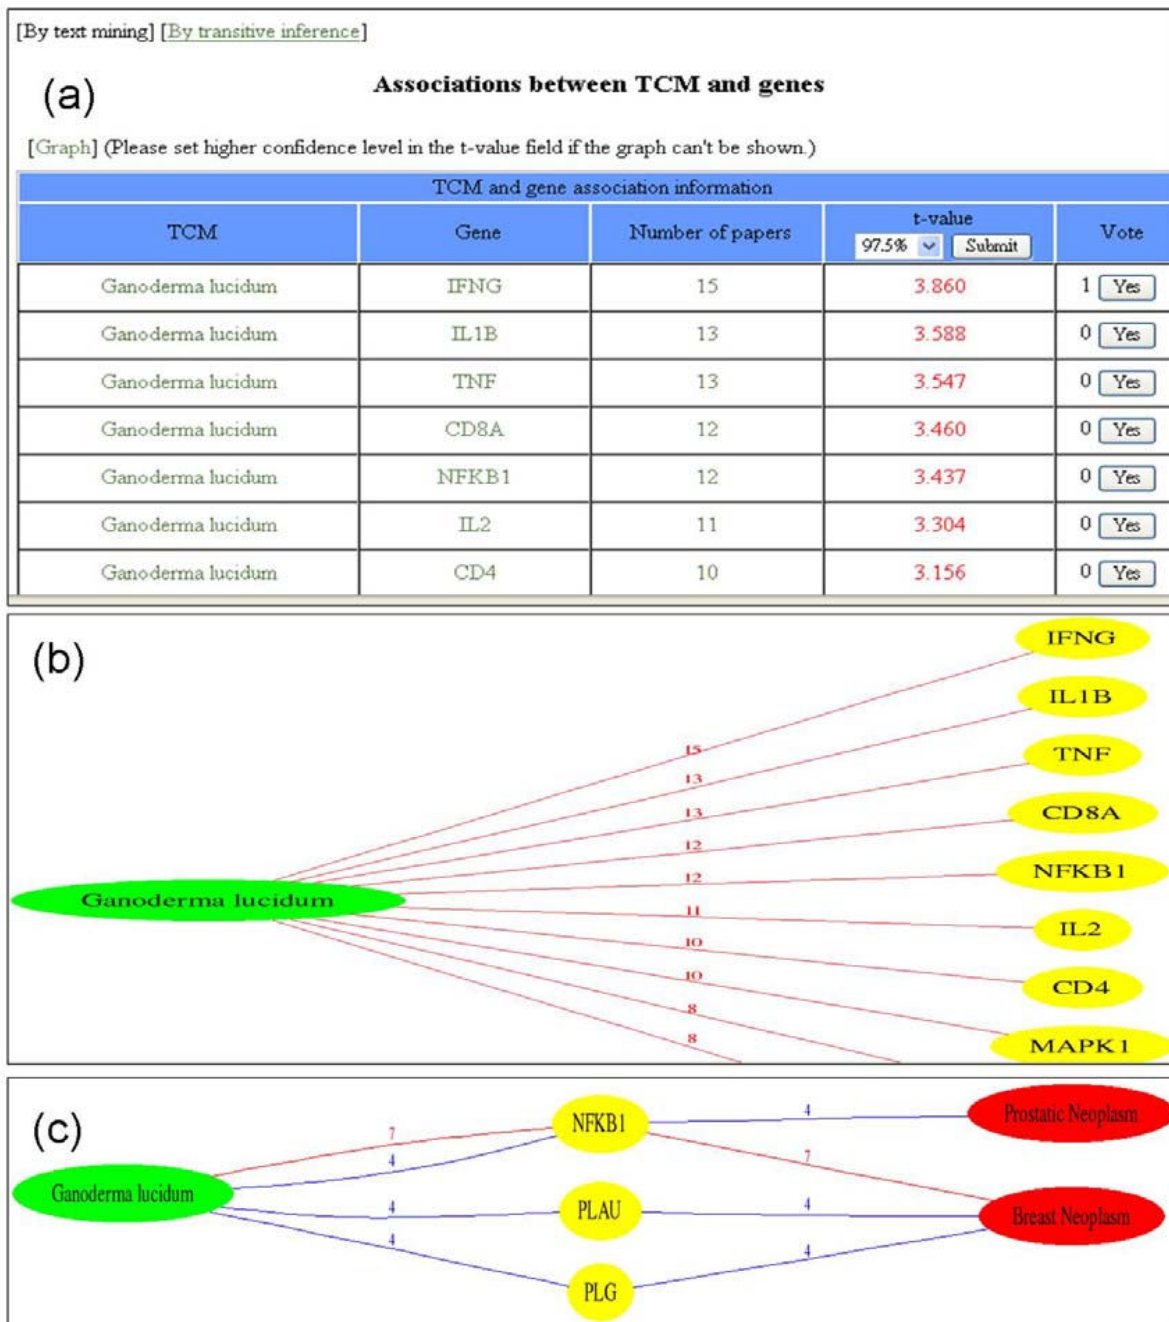 [By text mining] [By transitive inference]
(a)
Associations between TCM and genes
[Graph] (Please set higher confidence level in the t-value field if the graph can't be shown.)
TCM and gene association information
TCM Gene Number of papers t-value 97.5% Submit Vote
Ganoderma lucidum IFNG 15 3.860 1 Yes
Ganoderma lucidum IL1B 13 3.588 0 Yes
Ganoderma lucidum TNF 13 3.547 0 Yes
Ganoderma lucidum CD8A 12 3.460 0 Yes
Ganoderma lucidum NFKB1 12 3.437 0 Yes
Ganoderma lucidum IL2 11 3.304 0 Yes
Ganoderma lucidum CD4 10 3.156 0 Yes
(b)
IFNG
IL1B
15
TNF
13
13
CD8A
12
NFKB1
12
Ganoderma lucidum
11
IL2
10
10
CD4
8
8
MAPK1
(c)
NFKB1
4
Prostatic Neoplasm
7
4
7
Ganoderma lucidum
4
PLAU
4
Breast Neoplasm
4
4
PLG